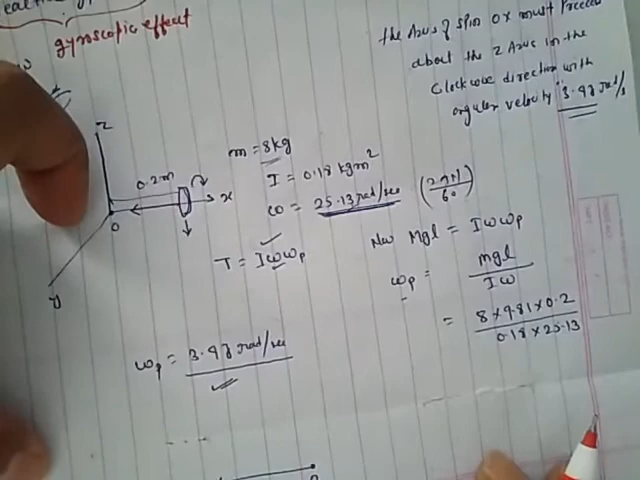 gyroscopic effect
the Axis of spin OX must Precess
about the Z Axis in the
Clockwise direction with
angular velocity 3.48 rad/s
Z
0.2m
X
O
Y
m = 8kg
I = 0.18 kgm²
ω = 25.13 rad/sec (2πN/60)
T = Iωωp
Now Mgl = Iωωp
ωp = mgl / Iω
= 8 × 9.81 × 0.2 / 0.18 × 25.13
ωp = 3.48 rad/sec